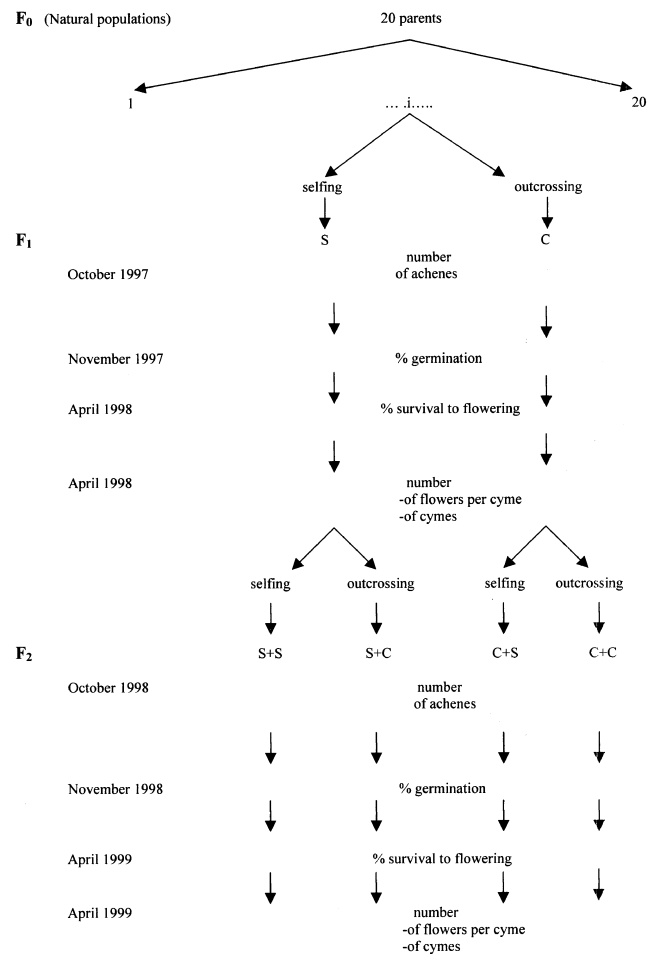 F0 (Natural populations) 20 parents
1 ... .i..... 20
selfing outcrossing
F1 S C
number
October 1997 of achenes
November 1997 % germination
April 1998 % survival to flowering
April 1998 number
-of flowers per cyme
-of cymes
selfing outcrossing selfing outcrossing
F2 S+S S+C C+S C+C
October 1998 number
of achenes
November 1998 % germination
April 1999 % survival to flowering
April 1999 number
-of flowers per cyme
-of cymes